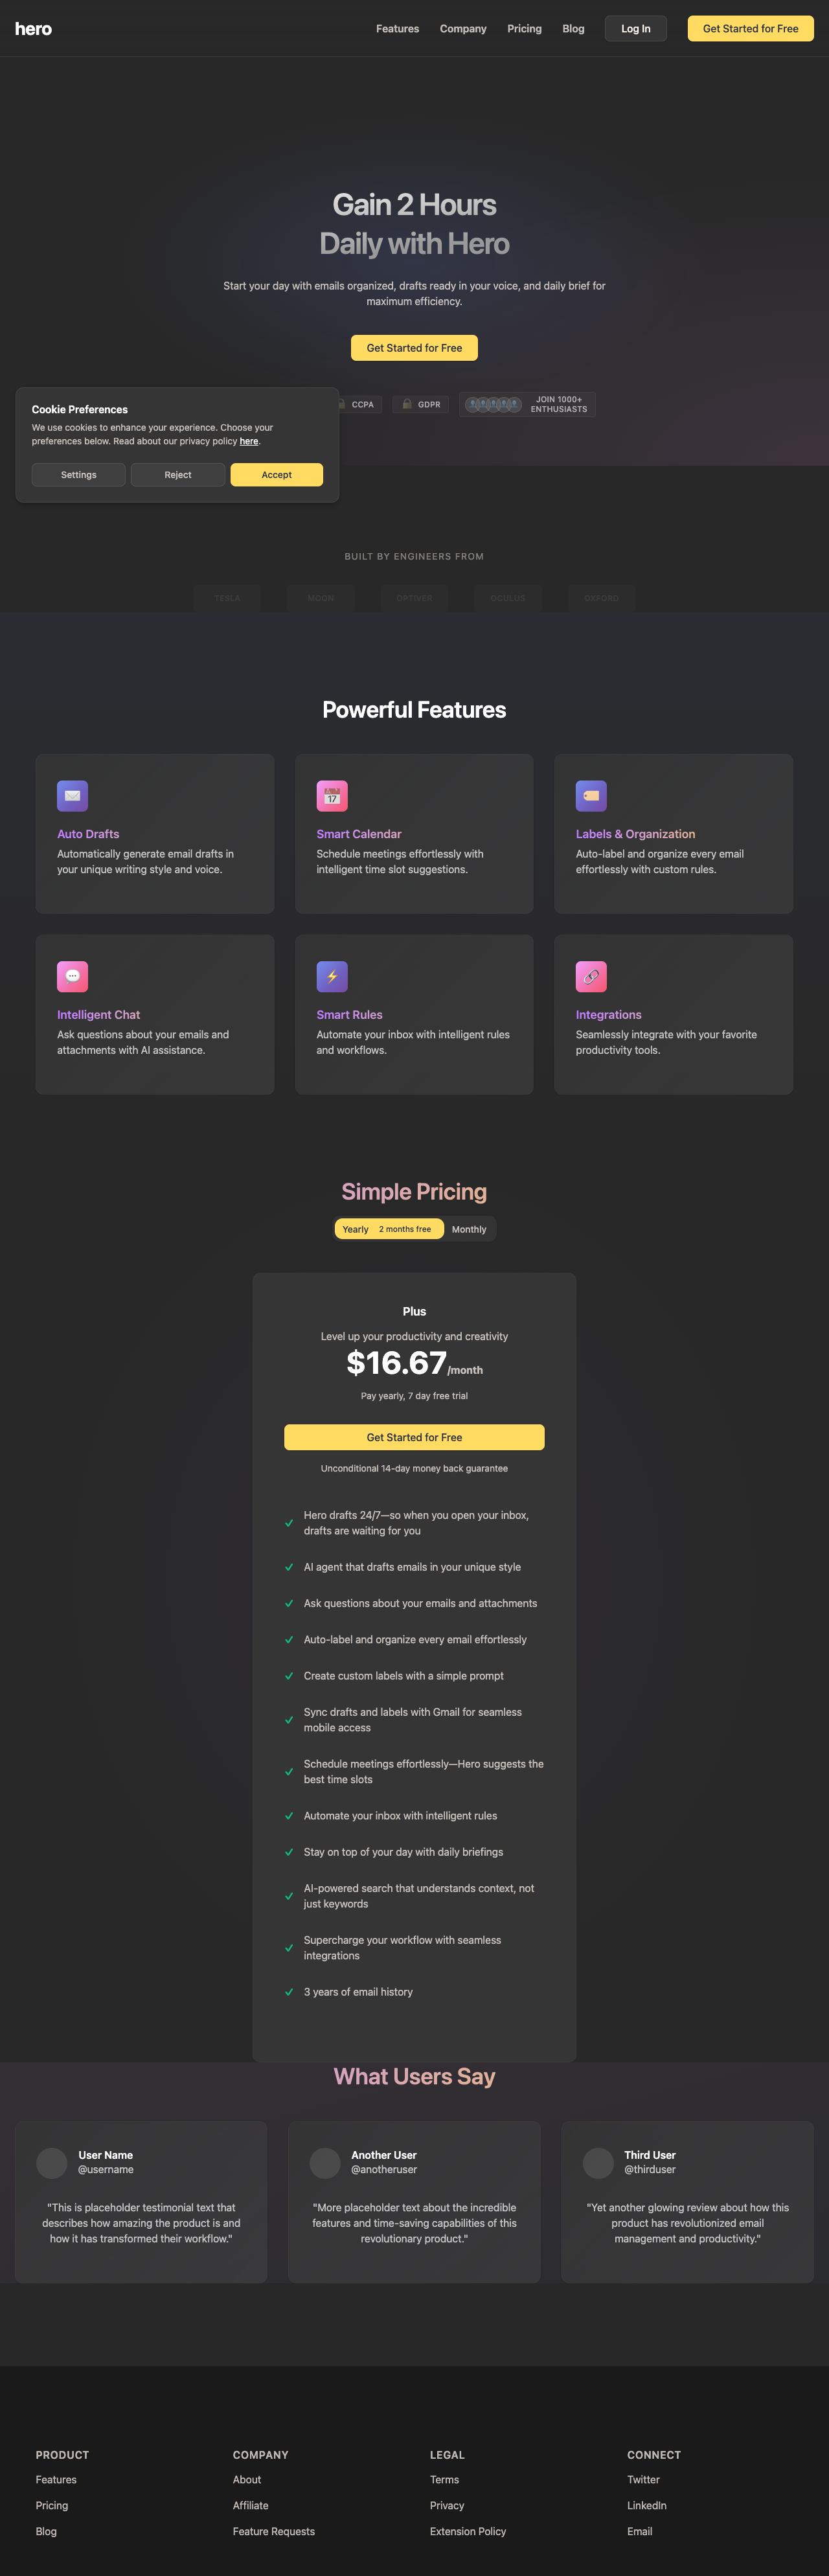 hero
Features
Company
Pricing
Blog
Log In
Get Started for Free
Gain 2 Hours
Daily with Hero
Start your day with emails organized, drafts ready in your voice, and daily brief for
maximum efficiency.
Get Started for Free
CCPA
GDPR
JOIN 1000+
ENTHUSIASTS
Cookie Preferences
We use cookies to enhance your experience. Choose your
preferences below. Read about our privacy policy here.
Settings
Reject
Accept
BUILT BY ENGINEERS FROM
TESLA
MOON
OPTIVER
OCULUS
OXFORD
Powerful Features
17
Auto Drafts
Automatically generate email drafts in
your unique writing style and voice.
Smart Calendar
Schedule meetings effortlessly with
intelligent time slot suggestions.
Labels & Organization
Auto-label and organize every email
effortlessly with custom rules.
Intelligent Chat
Ask questions about your emails and
attachments with AI assistance.
Smart Rules
Automate your inbox with intelligent rules
and workflows.
Integrations
Seamlessly integrate with your favorite
productivity tools.
Simple Pricing
Yearly 2 months free Monthly
Plus
Level up your productivity and creativity
$16.67/month
Pay yearly, 7 day free trial
Get Started for Free
Unconditional 14-day money back guarantee
Hero drafts 24/7—so when you open your inbox,
drafts are waiting for you
AI agent that drafts emails in your unique style
Ask questions about your emails and attachments
Auto-label and organize every email effortlessly
Create custom labels with a simple prompt
Sync drafts and labels with Gmail for seamless
mobile access
Schedule meetings effortlessly—Hero suggests the
best time slots
Automate your inbox with intelligent rules
Stay on top of your day with daily briefings
AI-powered search that understands context, not
just keywords
Supercharge your workflow with seamless
integrations
3 years of email history
What Users Say
User Name
@username
"This is placeholder testimonial text that
describes how amazing the product is and
how it has transformed their workflow."
Another User
@anotheruser
"More placeholder text about the incredible
features and time-saving capabilities of this
revolutionary product."
Third User
@thirduser
"Yet another glowing review about how this
product has revolutionized email
management and productivity."
PRODUCT
Features
Pricing
Blog
COMPANY
About
Affiliate
Feature Requests
LEGAL
Terms
Privacy
Extension Policy
CONNECT
Twitter
LinkedIn
Email